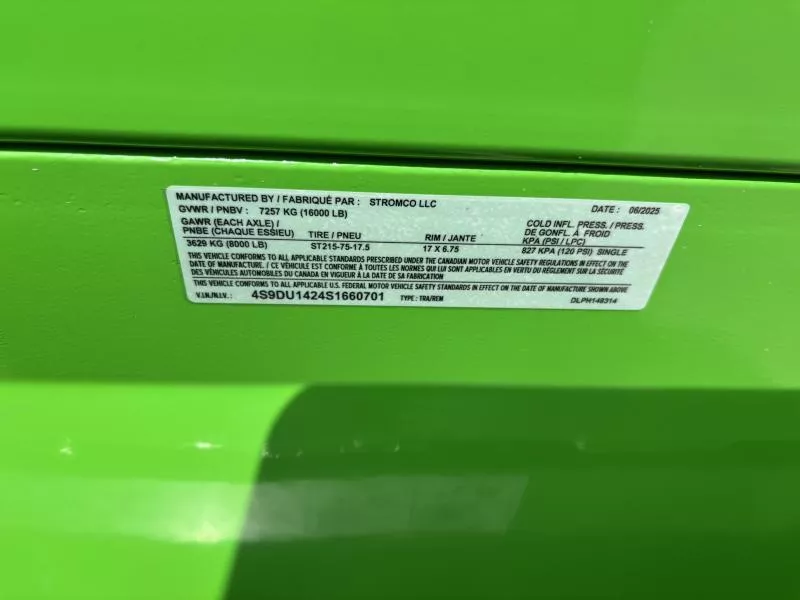 MANUFACTURED BY / FABRIQUÉ PAR : STROMCO LLC DATE : 06/2025
GVWR / PNBV : 7257 KG (16000 LB)
GAWR (EACH AXLE) / COLD INFL. PRESS. / PRESS.
PNBE (CHAQUE ESSIEU) TIRE / PNEU RIM / JANTE DE GONFL. À FROID
KPA (PSI / LPC)
3629 KG (8000 LB) ST215-75-17.5 17 X 6.75 827 KPA (120 PSI) SINGLE
THIS VEHICLE CONFORMS TO ALL APPLICABLE STANDARDS PRESCRIBED UNDER THE CANADIAN MOTOR VEHICLE SAFETY REGULATIONS IN EFFECT ON THE
DATE OF MANUFACTURE. / CE VÉHICULE EST CONFORME À TOUTES LES NORMES QUI LUI SONT APPLICABLES EN VERTU DU RÈGLEMENT SUR LA SÉCURITÉ
DES VÉHICULES AUTOMOBILES DU CANADA EN VIGUEUR À LA DATE DE SA FABRICATION
THIS VEHICLE CONFORMS TO ALL APPLICABLE U.S. FEDERAL MOTOR VEHICLE SAFETY STANDARDS IN EFFECT ON THE DATE OF MANUFACTURE SHOWN ABOVE
V.I.N./N.I.V. : 4S9DU1424S1660701 TYPE : TRA/REM DLPH148314